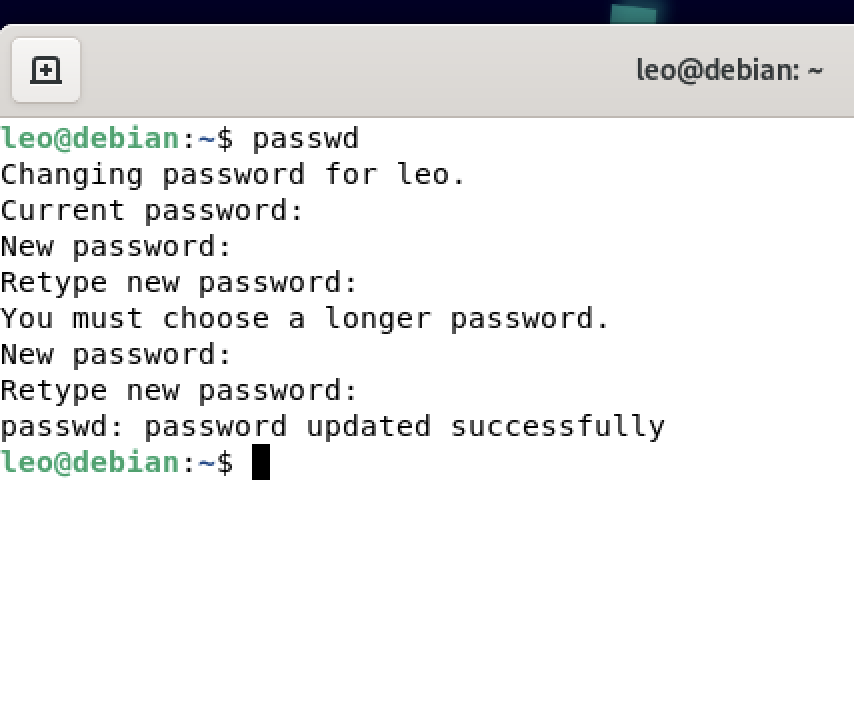 leo@debian: ~
leo@debian:~$ passwd
Changing password for leo.
Current password:
New password:
Retype new password:
You must choose a longer password.
New password:
Retype new password:
passwd: password updated successfully
leo@debian:~$